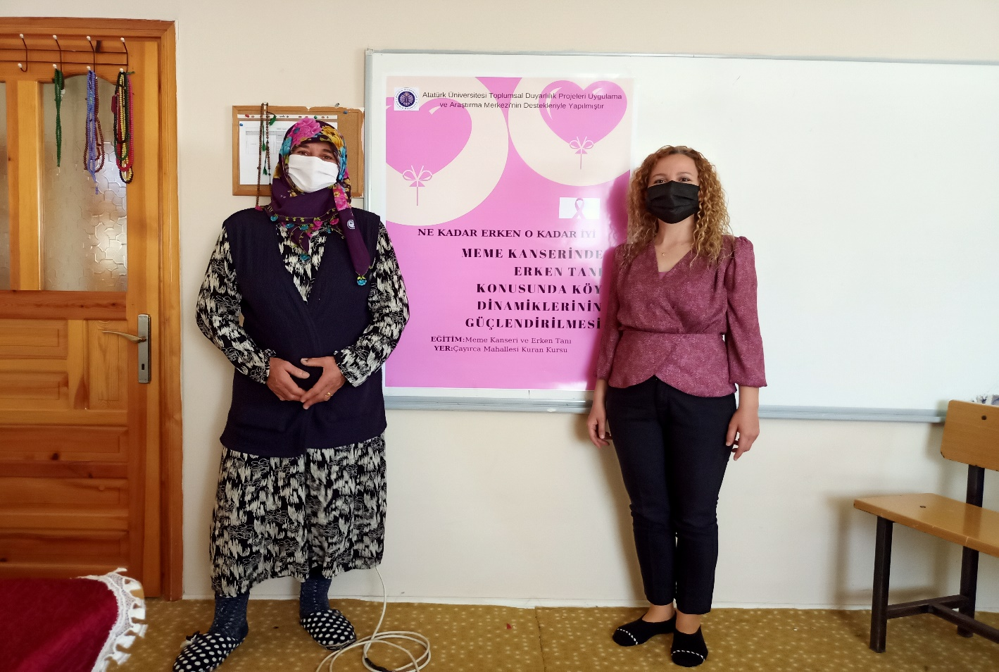 Atatürk Üniversitesi Toplumsal Duyarlılık Projeleri Uygulama
ve Araştırma Merkezi'nin Destekleriyle Yapılmıştır
NE KADAR ERKEN O KADAR İYİ
MEME KANSERİNDE
ERKEN TANI
KONUSUNDA KÖY
DİNAMİKLERİNİN
GÜÇLENDİRİLMESİ
EĞİTİM:Meme Kanseri ve Erken Tanı
YER:Çayırca Mahallesi Kuran Kursu